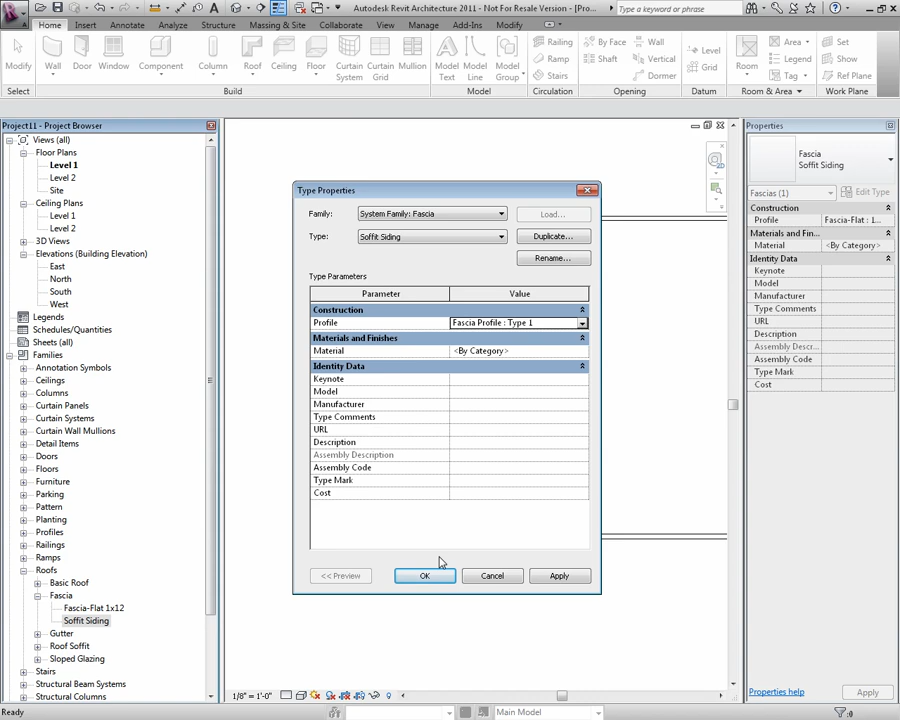 Autodesk Revit Architecture 2011 - Not For Resale Version - [Pro...
Type a keyword or phrase
Home Insert Annotate Analyze Structure Massing & Site Collaborate View Manage Add-Ins Modify
Modify Wall Door Window Component Column Roof Ceiling Floor Curtain System Curtain Grid Mullion Model Text Model Line Model Group
Railing
Ramp
Stairs
By Face Wall
Shaft Vertical
Dormer
Level
Grid
Room
Area
Legend
Tag
Set
Show
Ref Plane
Select Build Model Circulation Opening Datum Room & Area Work Plane
Project11 - Project Browser
Views (all)
Floor Plans
Level 1
Level 2
Site
Ceiling Plans
Level 1
Level 2
3D Views
Elevations (Building Elevation)
East
North
South
West
Legends
Schedules/Quantities
Sheets (all)
Families
Annotation Symbols
Ceilings
Columns
Curtain Panels
Curtain Systems
Curtain Wall Mullions
Detail Items
Doors
Floors
Furniture
Parking
Pattern
Planting
Profiles
Railings
Ramps
Roofs
Basic Roof
Fascia
Fascia-Flat 1x12
Soffit Siding
Gutter
Roof Soffit
Sloped Glazing
Stairs
Structural Beam Systems
Structural Columns
Type Properties
Family: System Family: Fascia Load...
Type: Soffit Siding Duplicate...
Rename...
Type Parameters
Parameter Value
Construction
Profile Fascia Profile : Type 1
Materials and Finishes
Material <By Category>
Identity Data
Keynote
Model
Manufacturer
Type Comments
URL
Description
Assembly Description
Assembly Code
Type Mark
Cost
<< Preview OK Cancel Apply
Properties
Fascia
Soffit Siding
Fascias (1) Edit Type
Construction
Profile Fascia-Flat : 1...
Materials and Fin...
Material <By Category>
Identity Data
Keynote
Model
Manufacturer
Type Comments
URL
Description
Assembly Descr...
Assembly Code
Type Mark
Cost
Properties help Apply
1/8" = 1'-0"
Ready Main Model :0